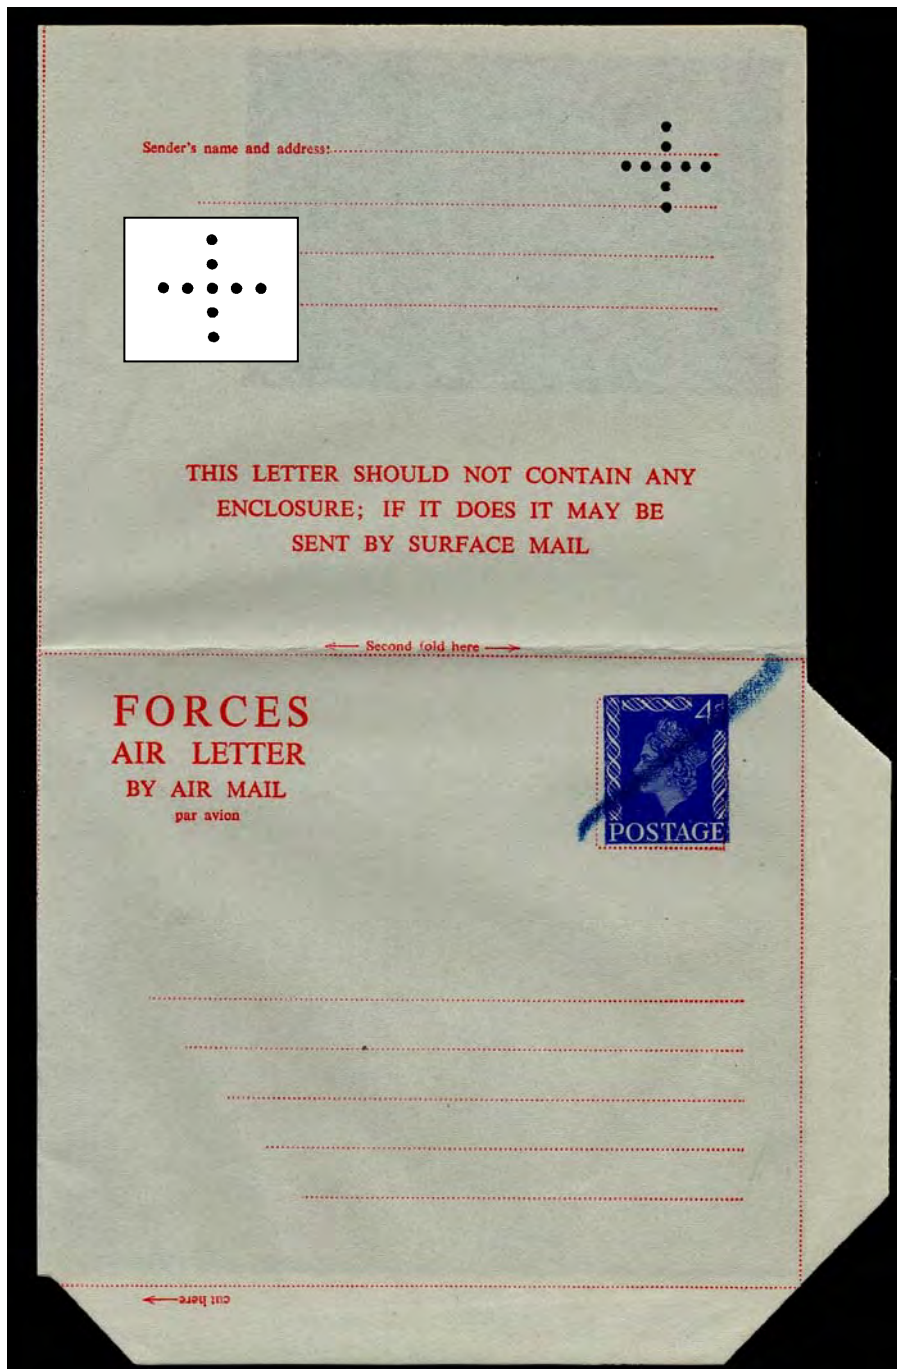 Sender's name and address:
THIS LETTER SHOULD NOT CONTAIN ANY
ENCLOSURE; IF IT DOES IT MAY BE
SENT BY SURFACE MAIL
Second fold here
FORCES
AIR LETTER
BY AIR MAIL
par avion
4d
POSTAGE
cut here